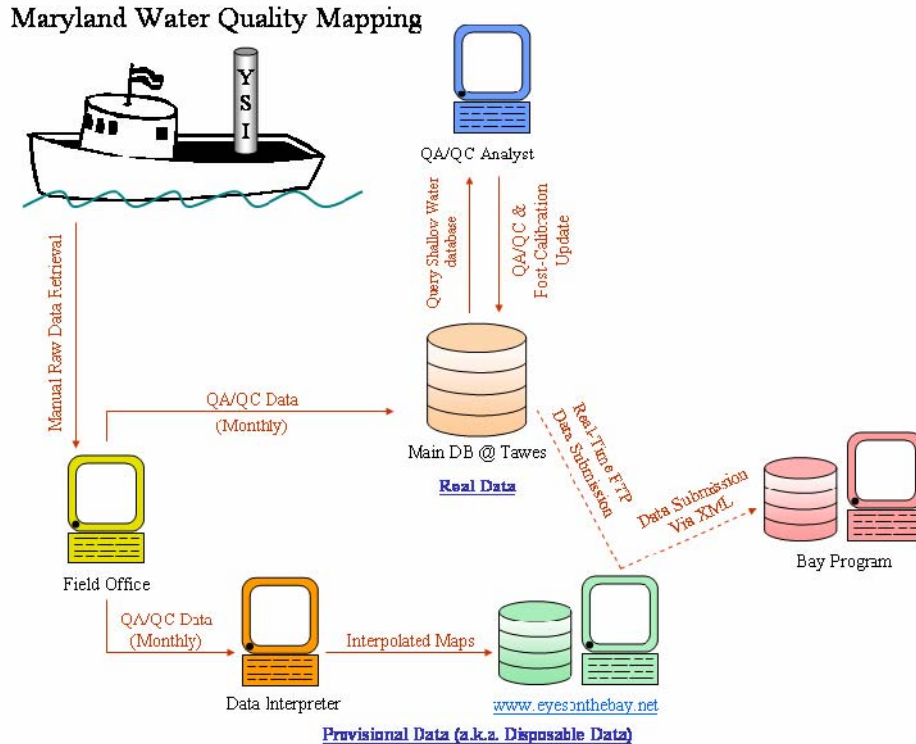 Maryland Water Quality Mapping
YSI
QA/QC Analyst
Query Shallow Water
database
QA/QC &
Post-Calibration
Update
Manual Raw Data Retrieval
QA/QC Data
(Monthly)
Main DB @ Tawes
Real Data
Real-Time FTP
Data Submission
Data Submission
Via XML
Bay Program
Field Office
QA/QC Data
(Monthly)
Interpolated Maps
Data Interpreter
www.eyesonthebay.net
Provisional Data (a.k.a. Disposable Data)